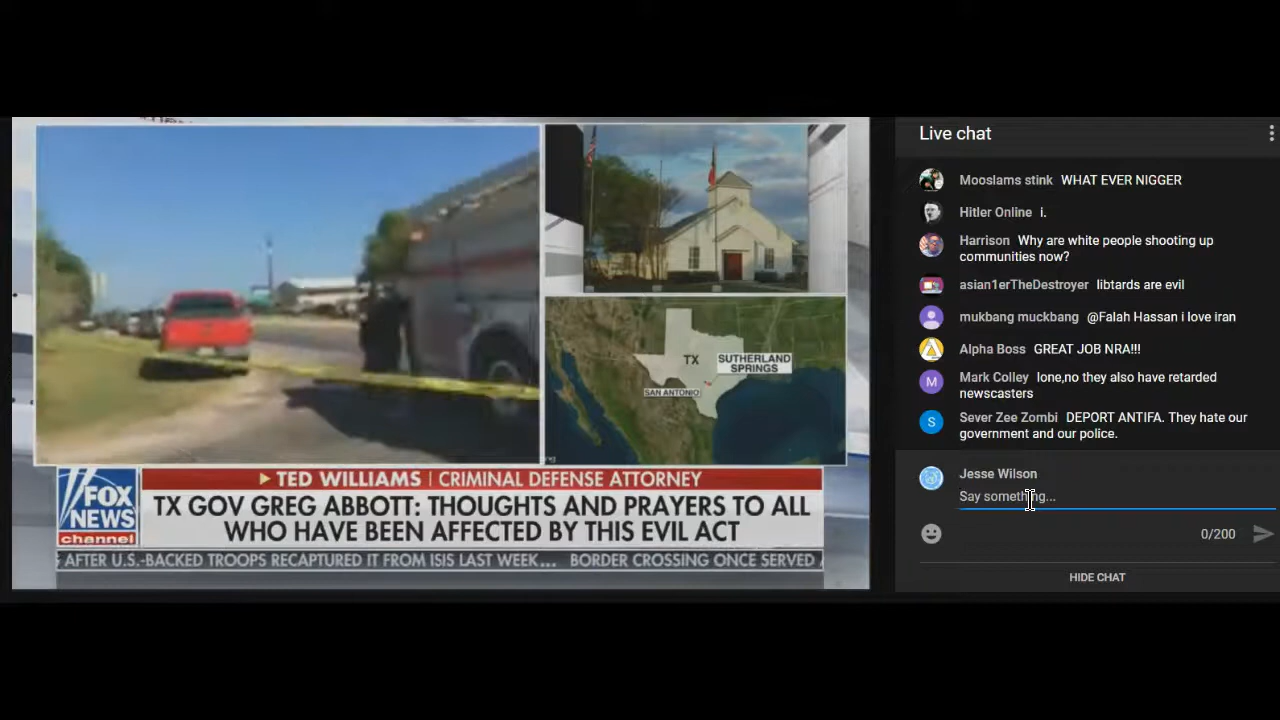 TX
SUTHERLAND
SPRINGS
SAN ANTONIO
TED WILLIAMS | CRIMINAL DEFENSE ATTORNEY
FOX
NEWS
channel
TX GOV GREG ABBOTT: THOUGHTS AND PRAYERS TO ALL
WHO HAVE BEEN AFFECTED BY THIS EVIL ACT
AFTER U.S.-BACKED TROOPS RECAPTURED IT FROM ISIS LAST WEEK... BORDER CROSSING ONCE SERVED
Live chat
Mooslams stink WHAT EVER NIGGER
Hitler Online i.
Harrison Why are white people shooting up
communities now?
asian1erTheDestroyer libtards are evil
mukbang muckbang @Falah Hassan i love iran
Alpha Boss GREAT JOB NRA!!!
Mark Colley lone,no they also have retarded
newscasters
Sever Zee Zombi DEPORT ANTIFA. They hate our
government and our police.
Jesse Wilson
Say something...
0/200
HIDE CHAT